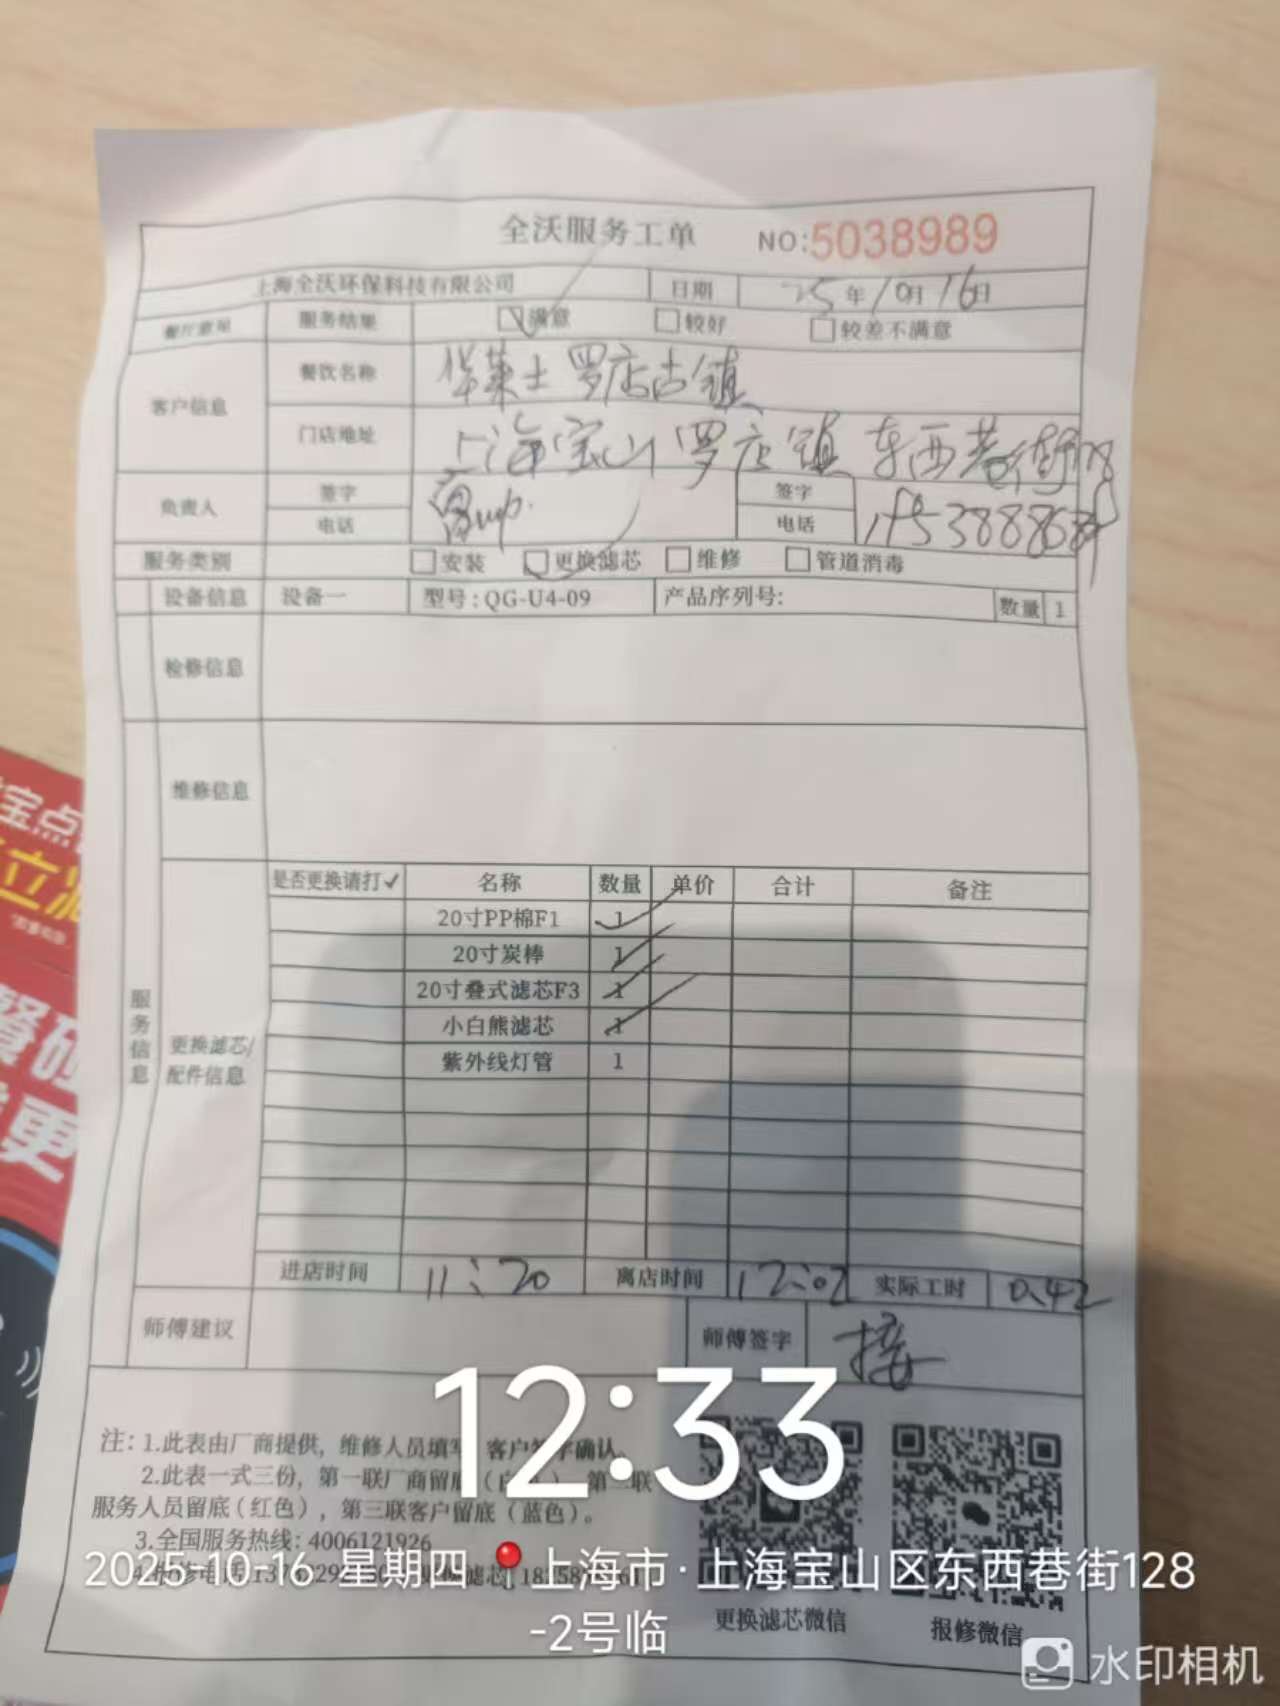 全沃服务工单 NO:5038989
上海全沃环保科技有限公司 日期 25年10月16日
服务结果 满意 较好 较差不满意
客户信息 餐饮名称 华莱士罗店古镇
门店地址 上海宝山罗店镇东西巷街
负责人 签字 签字
电话 电话
服务类别 安装 更换滤芯 维修 管道消毒
设备信息 设备一 型号:QG-U4-09 产品序列号: 数量 1
检修信息
维修信息
服务信息
更换滤芯/
配件信息
是否更换请打✓ 名称 数量 单价 合计 备注
20寸PP棉F1 1
20寸炭棒 1
20寸叠式滤芯F3 1
小白熊滤芯 1
紫外线灯管 1
进店时间 11:20 离店时间 12:02 实际工时 0.42
师傅建议 师傅签字
12:33
注:1.此表由厂商提供,维修人员填写,客户签字确认。
2.此表一式三份,第一联厂商留底
服务人员留底(红色),第三联客户留底(蓝色)。
3.全国服务热线:4006121926
2025-10-16 星期四 上海市·上海宝山区东西巷街128
-2号临
更换滤芯微信 报修微信
水印相机
宝点
立
餐
更